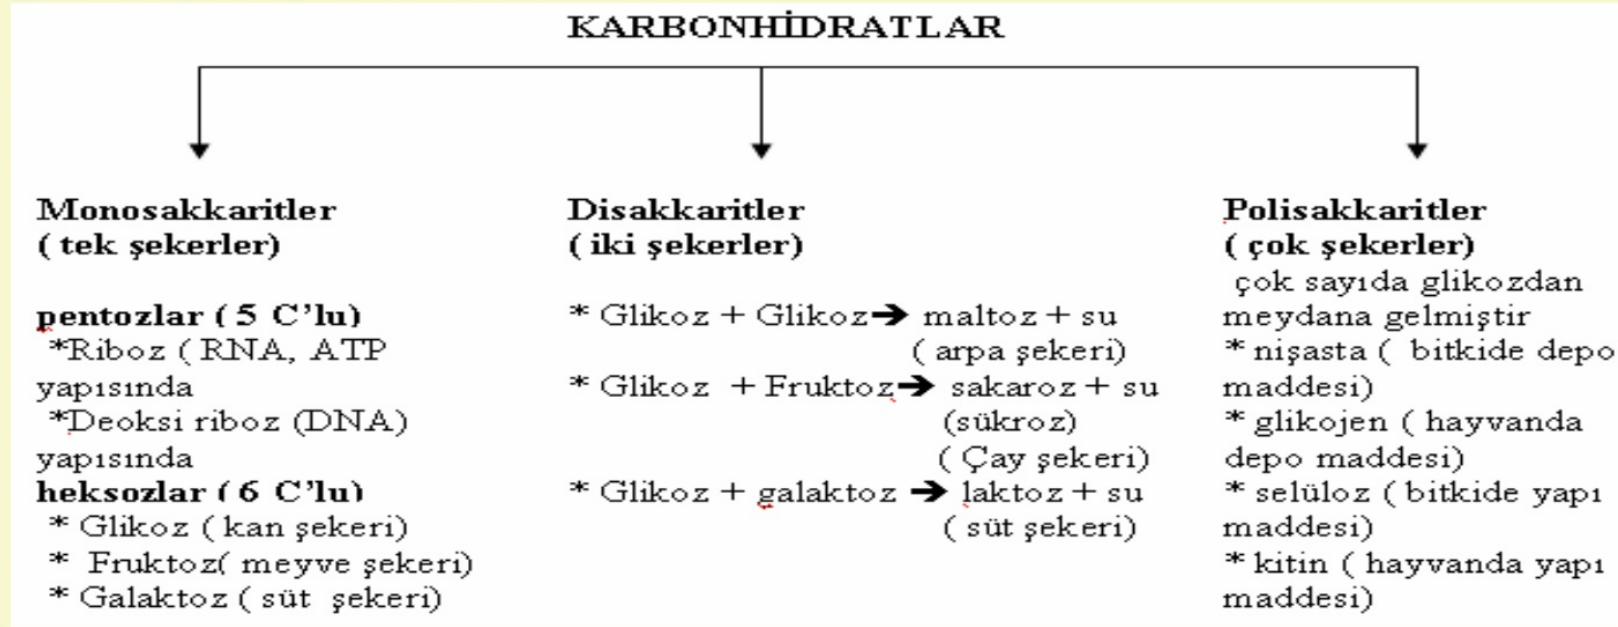 KARBONHİDRATLAR
Monosakkaritler
( tek şekerler)
pentozlar ( 5 C’lu)
*Riboz ( RNA, ATP
yapısında
*Deoksi riboz (DNA)
yapısında
heksozlar ( 6 C’lu)
* Glikoz ( kan şekeri)
* Fruktoz( meyve şekeri)
* Galaktoz ( süt şekeri)
Disakkaritler
( iki şekerler)
* Glikoz + Glikoz➔ maltoz + su
( arpa şekeri)
* Glikoz + Fruktoz➔ sakaroz + su
(sükroz)
( Çay şekeri)
* Glikoz + galaktoz ➔ laktoz + su
( süt şekeri)
Polisakkaritler
( çok şekerler)
çok sayıda glikozdan
meydana gelmiştir
* nişasta ( bitkide depo
maddesi)
* glikojen ( hayvanda
depo maddesi)
* selüloz ( bitkide yapı
maddesi)
* kitin ( hayvanda yapı
maddesi)